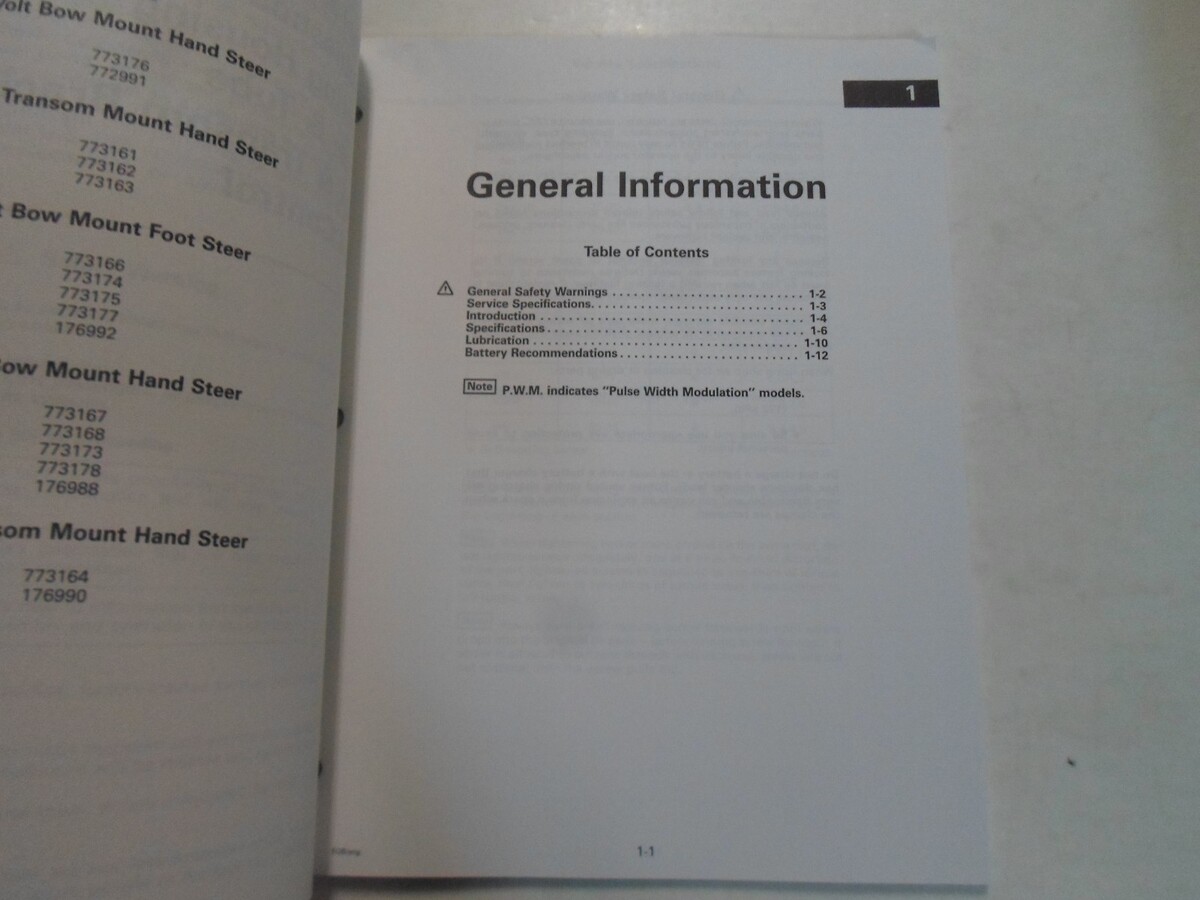 Bow Mount Hand Steer
773176
772991
Transom Mount Hand Steer
773161
773162
773163
Bow Mount Foot Steer
773166
773174
773175
773177
176992
Mount Hand Steer
773167
773168
773173
773178
176988
Mount Hand Steer
773164
176990
1
General Information
Table of Contents
General Safety Warnings . . . . . . . . . . . . . . . . . . . . . . . . . . 1-2
Service Specifications. . . . . . . . . . . . . . . . . . . . . . . . . . . . 1-3
Introduction . . . . . . . . . . . . . . . . . . . . . . . . . . . . . . . . . . . 1-4
Specifications . . . . . . . . . . . . . . . . . . . . . . . . . . . . . . . . . . 1-6
Lubrication . . . . . . . . . . . . . . . . . . . . . . . . . . . . . . . . . . . 1-10
Battery Recommendations . . . . . . . . . . . . . . . . . . . . . . . 1-12
Note P.W.M. indicates "Pulse Width Modulation" models.
1-1